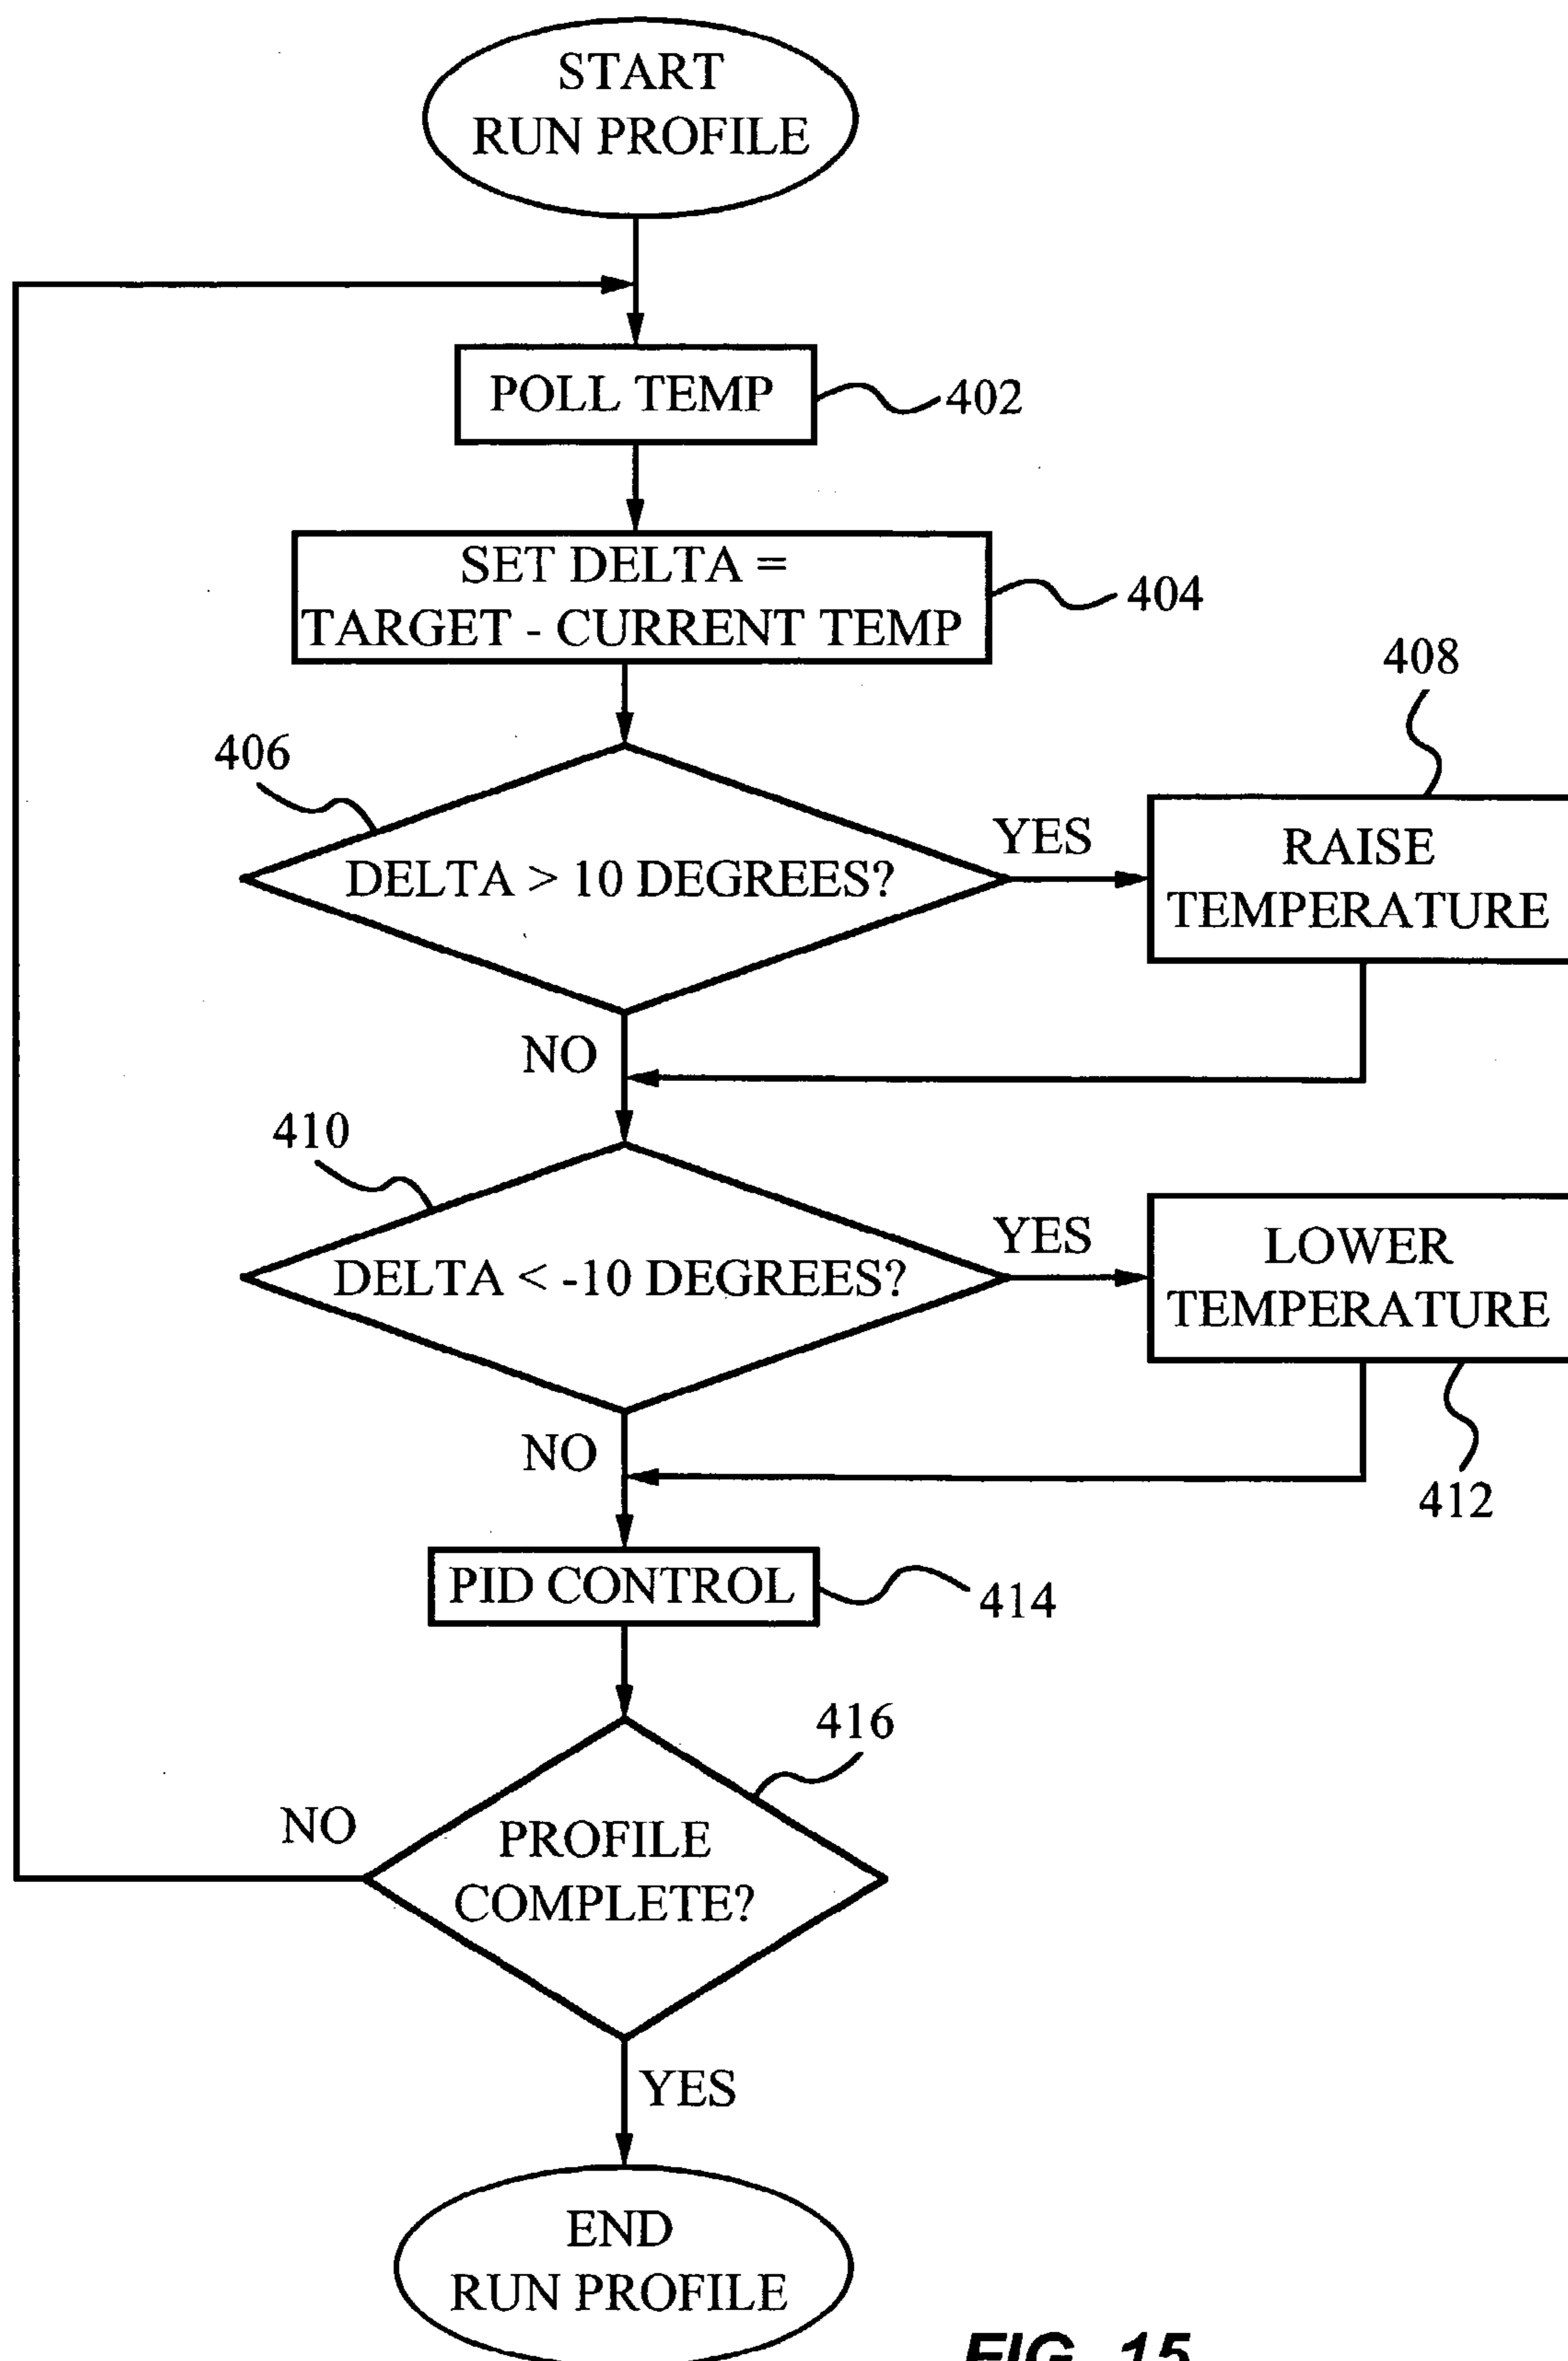 START
RUN PROFILE
POLL TEMP
402
SET DELTA =
TARGET - CURRENT TEMP
404
406
DELTA > 10 DEGREES?
YES
408
RAISE
TEMPERATURE
NO
410
DELTA < -10 DEGREES?
YES
LOWER
TEMPERATURE
412
NO
PID CONTROL
414
416
PROFILE
COMPLETE?
NO
YES
END
RUN PROFILE
FIG. 15